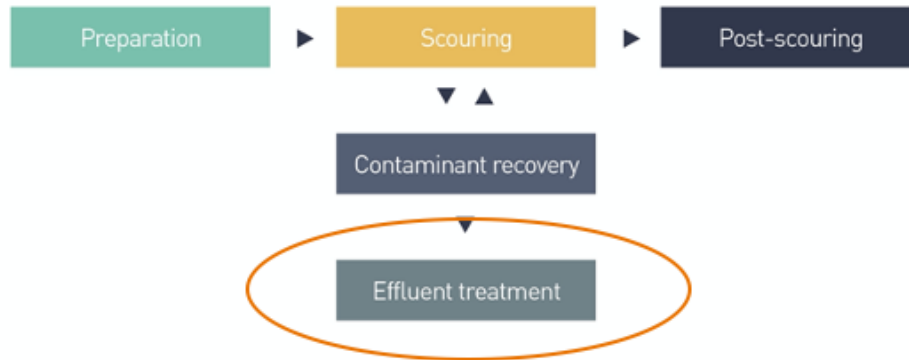 Preparation
Scouring
Post-scouring
Contaminant recovery
Effluent treatment